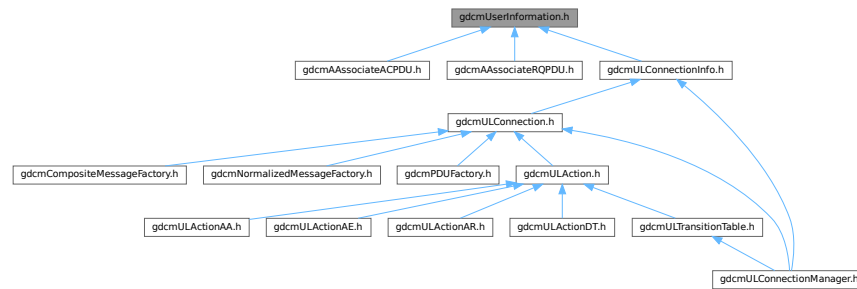 gdcmUserInformation.h
gdcmAAssociateACPDU.h
gdcmAAssociateRQPDU.h
gdcmULConnectionInfo.h
gdcmULConnection.h
gdcmCompositeMessageFactory.h
gdcmNormalizedMessageFactory.h
gdcmPDUFactory.h
gdcmULAction.h
gdcmULActionAA.h
gdcmULActionAE.h
gdcmULActionAR.h
gdcmULActionDT.h
gdcmULTransitionTable.h
gdcmULConnectionManager.h